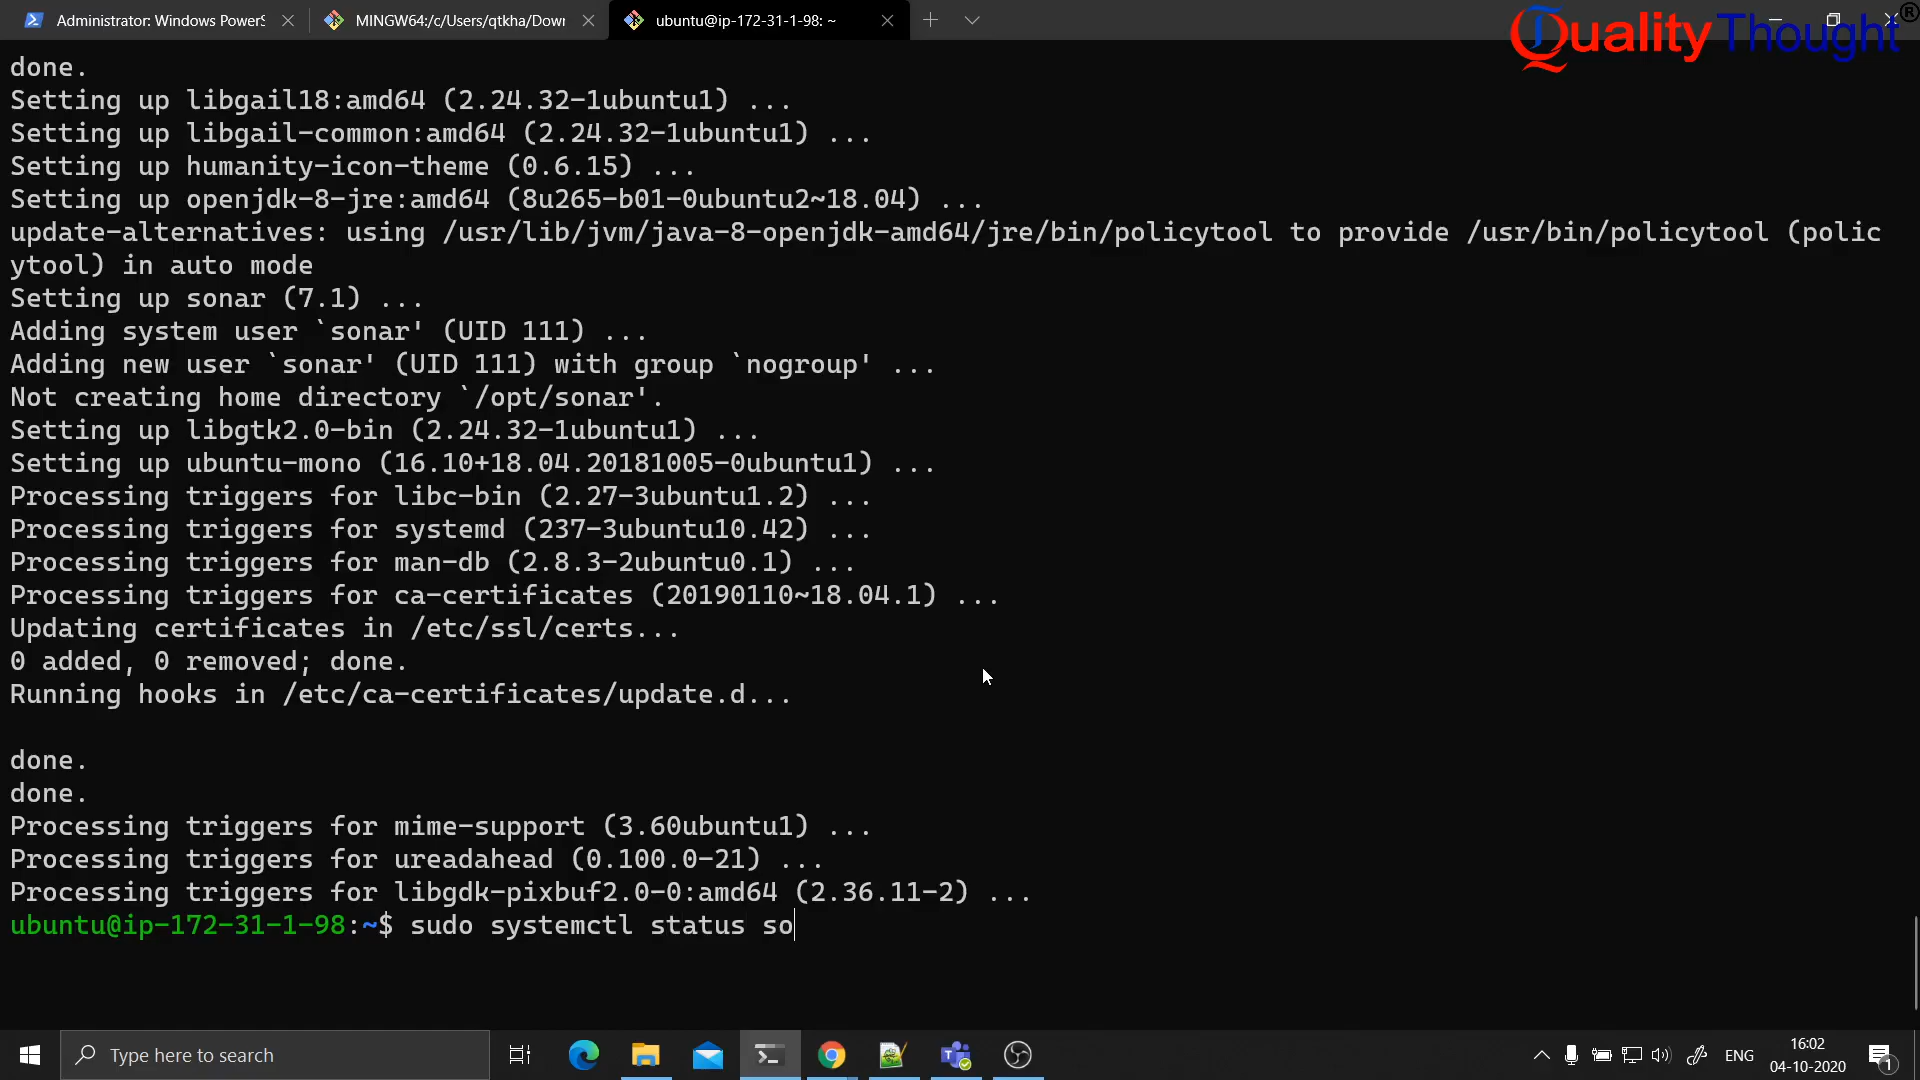 Administrator: Windows PowerS
MINGW64:/c/Users/qtkha/Down
ubuntu@ip-172-31-1-98: ~
Quality Thought ®
done.
Setting up libgail18:amd64 (2.24.32-1ubuntu1) ...
Setting up libgail-common:amd64 (2.24.32-1ubuntu1) ...
Setting up humanity-icon-theme (0.6.15) ...
Setting up openjdk-8-jre:amd64 (8u265-b01-0ubuntu2~18.04) ...
update-alternatives: using /usr/lib/jvm/java-8-openjdk-amd64/jre/bin/policytool to provide /usr/bin/policytool (polic
ytool) in auto mode
Setting up sonar (7.1) ...
Adding system user `sonar' (UID 111) ...
Adding new user `sonar' (UID 111) with group `nogroup' ...
Not creating home directory `/opt/sonar'.
Setting up libgtk2.0-bin (2.24.32-1ubuntu1) ...
Setting up ubuntu-mono (16.10+18.04.20181005-0ubuntu1) ...
Processing triggers for libc-bin (2.27-3ubuntu1.2) ...
Processing triggers for systemd (237-3ubuntu10.42) ...
Processing triggers for man-db (2.8.3-2ubuntu0.1) ...
Processing triggers for ca-certificates (20190110~18.04.1) ...
Updating certificates in /etc/ssl/certs...
0 added, 0 removed; done.
Running hooks in /etc/ca-certificates/update.d...
done.
done.
Processing triggers for mime-support (3.60ubuntu1) ...
Processing triggers for ureadahead (0.100.0-21) ...
Processing triggers for libgdk-pixbuf2.0-0:amd64 (2.36.11-2) ...
ubuntu@ip-172-31-1-98:~$ sudo systemctl status so
Type here to search
ENG
16:02
04-10-2020
1